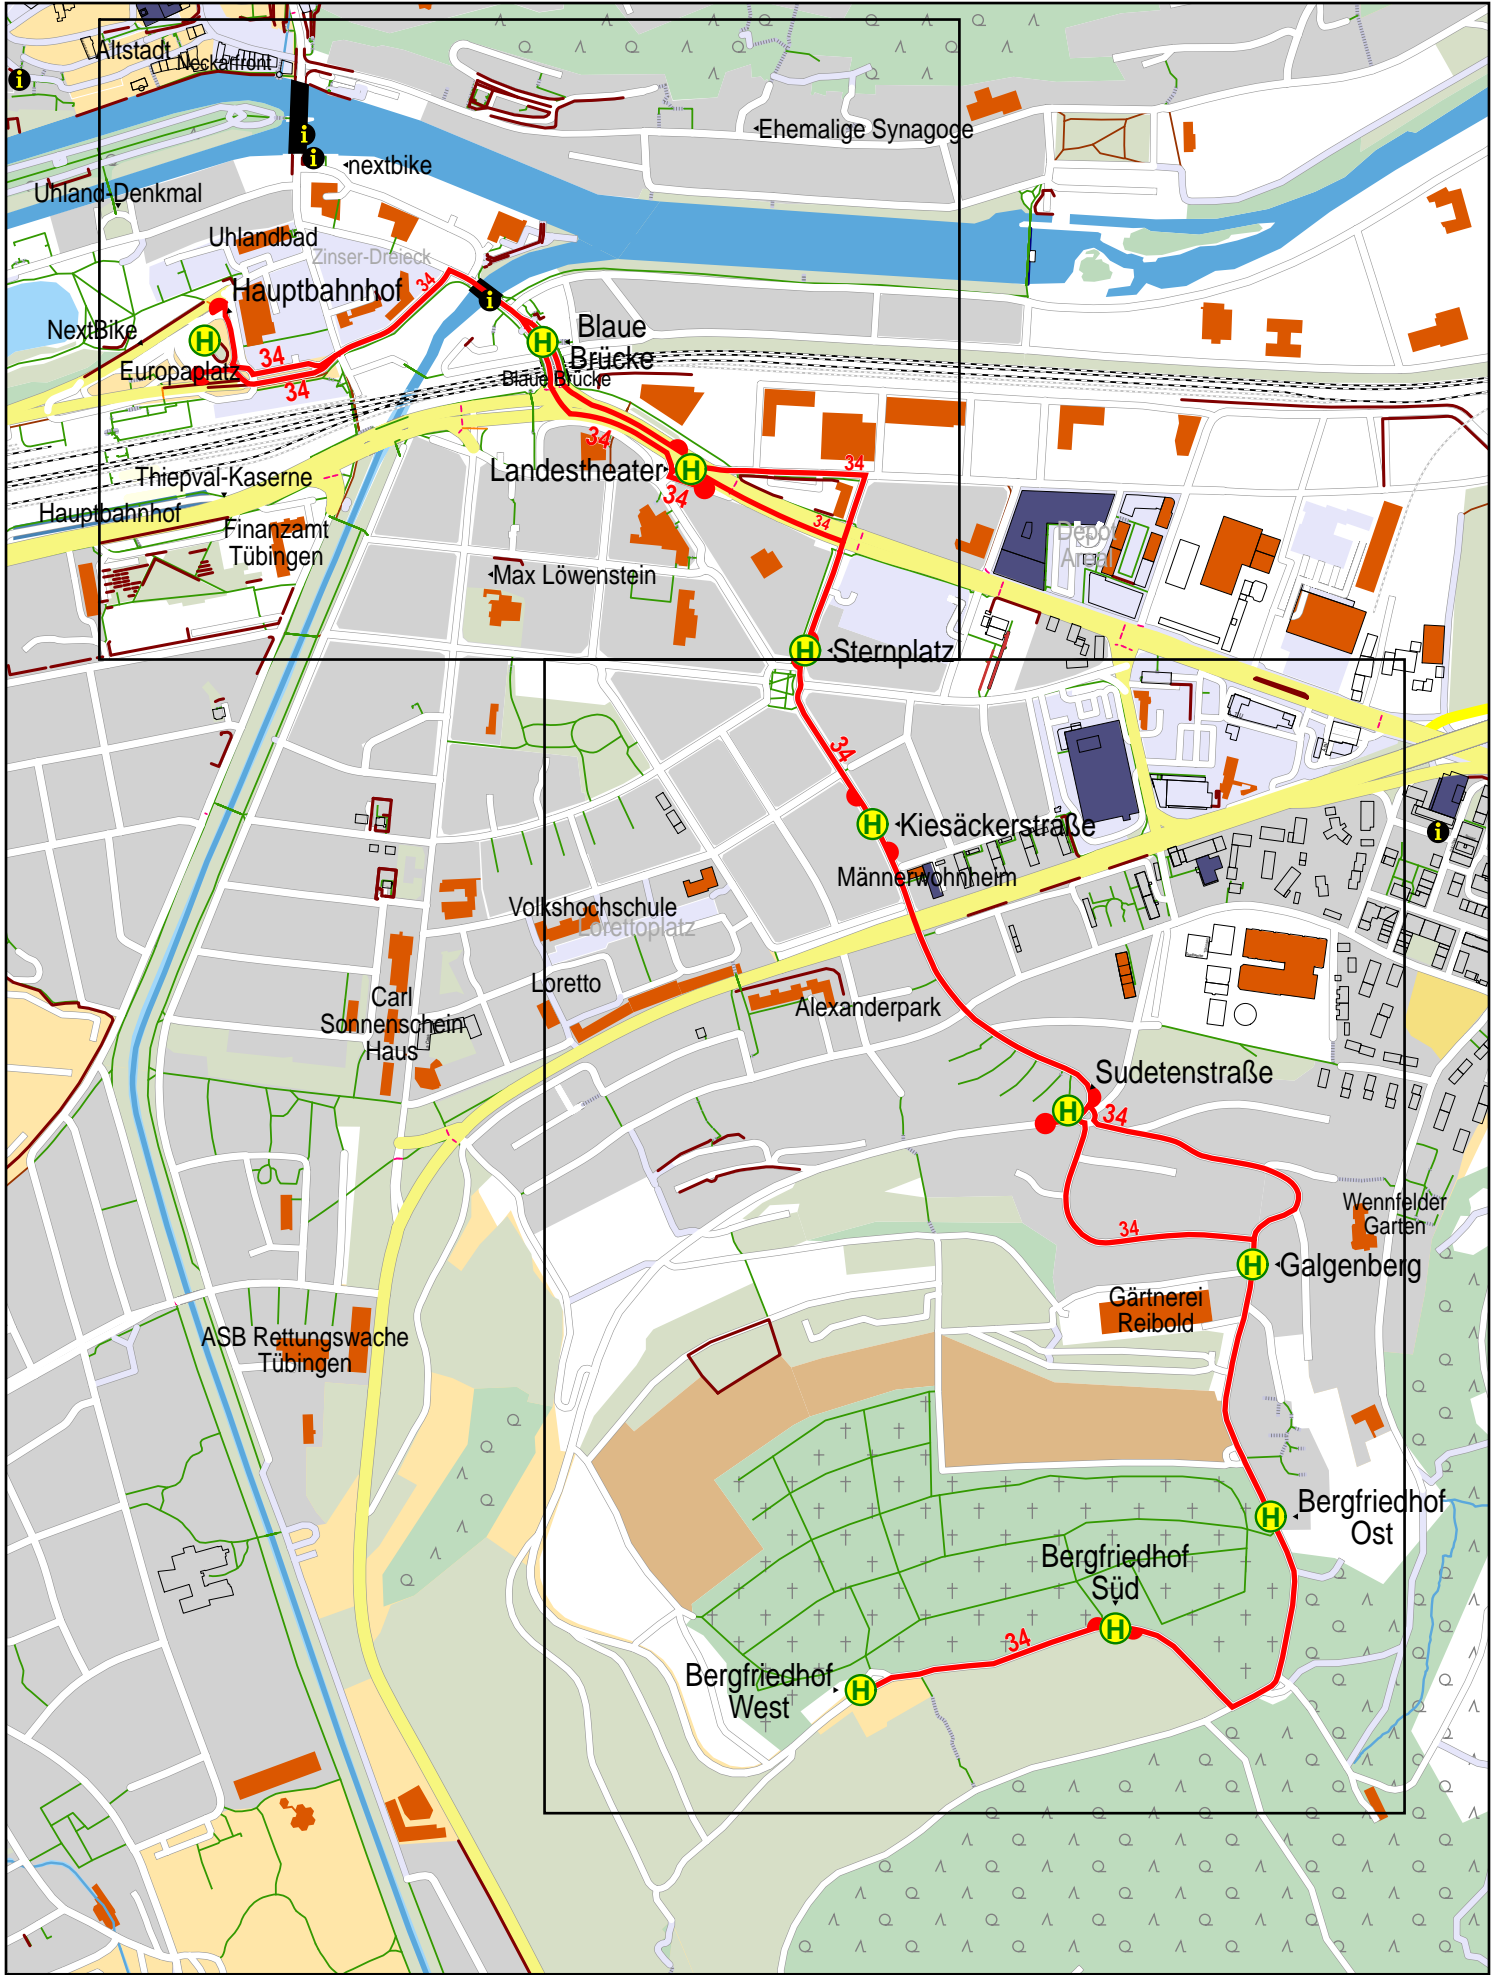 Altstadt
Neckarfront
i
i
i
Ehemalige Synagoge
nextbike
Uhland-Denkmal
Uhlandbad
Zinser-Dreieck
34
Hauptbahnhof
i
NextBike
H
H
Blaue
Brücke
34
Europaplatz
34
Blaue Brücke
34
34
Landestheater
H
34
Thiepval-Kaserne
Hauptbahnhof
34
Finanzamt
Tübingen
Depot
Areal
Max Löwenstein
H
Sternplatz
34
H
Kiesäckerstraße
i
Männerwohnheim
Volkshochschule
Lorettoplatz
Loretto
Carl
Sonnenschein
Haus
Alexanderpark
Sudetenstraße
H
34
Wennfelder
Garten
34
H
Galgenberg
Gärtnerei
Reibold
ASB Rettungswache
Tübingen
H
Bergfriedhof
Ost
Bergfriedhof
Süd
H
34
Bergfriedhof
West
H